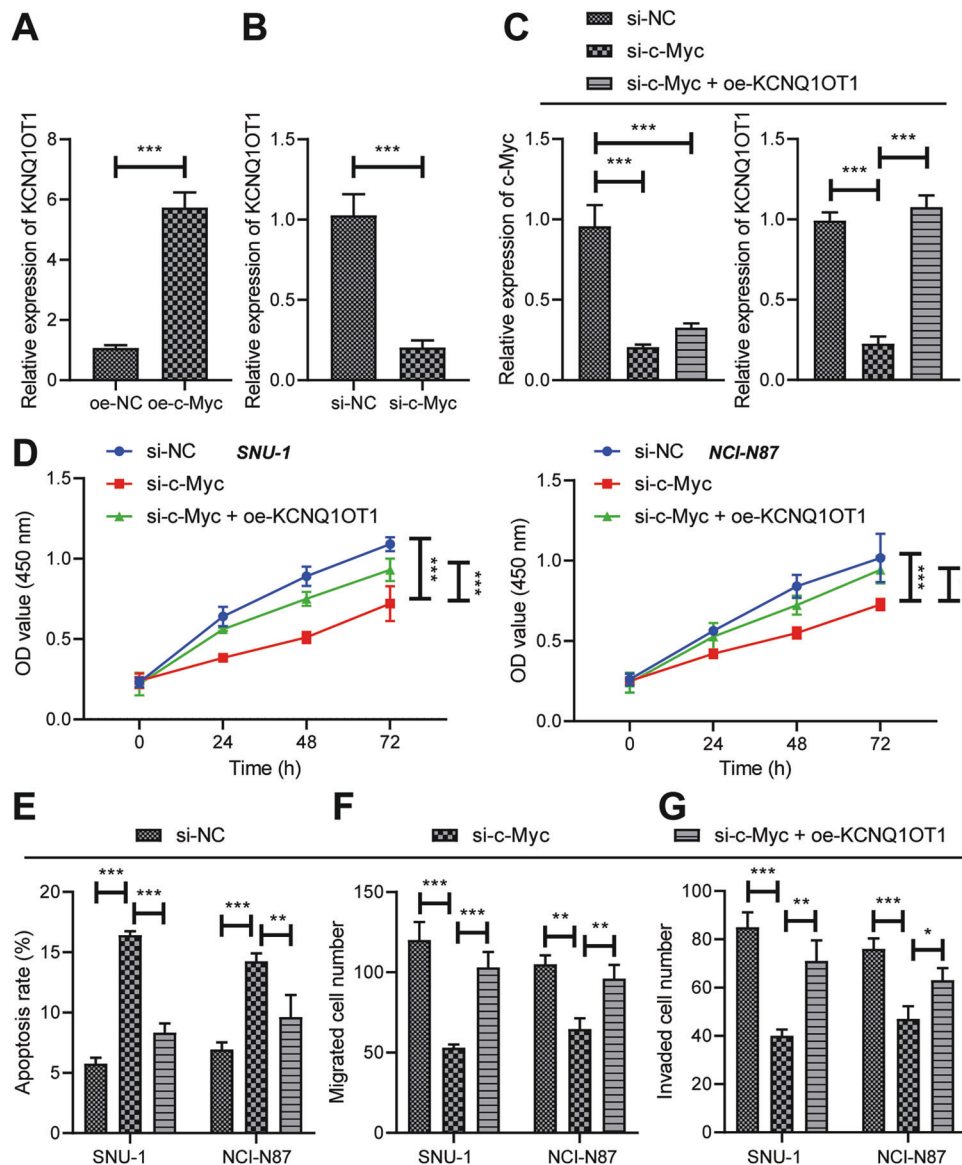 A
B
C
si-NC
si-c-Myc
si-c-Myc + oe-KCNQ1OT1
Relative expression of KCNQ1OT1
8
6
4
2
0
***
oe-NC oe-c-Myc
Relative expression of KCNQ1OT1
1.5
1.0
0.5
0.0
***
si-NC si-c-Myc
Relative expression of c-Myc
1.5
1.0
0.5
0.0
***
***
Relative expression of KCNQ1OT1
1.5
1.0
0.5
0.0
***
***
D
si-NC SNU-1
si-c-Myc
si-c-Myc + oe-KCNQ1OT1
OD value (450 nm)
1.5
1.0
0.5
0.0
***
***
0 24 48 72
Time (h)
si-NC NCI-N87
si-c-Myc
si-c-Myc + oe-KCNQ1OT1
OD value (450 nm)
1.5
1.0
0.5
0.0
***
0 24 48 72
Time (h)
E
F
G
si-NC
si-c-Myc
si-c-Myc + oe-KCNQ1OT1
Apoptosis rate (%)
20
15
10
5
0
***
***
***
**
SNU-1 NCI-N87
Migrated cell number
150
100
50
0
***
***
**
**
SNU-1 NCI-N87
Invaded cell number
100
80
60
40
20
0
***
**
***
*
SNU-1 NCI-N87